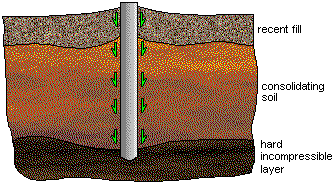 recent fill
consolidating
soil
hard
incompressible
layer